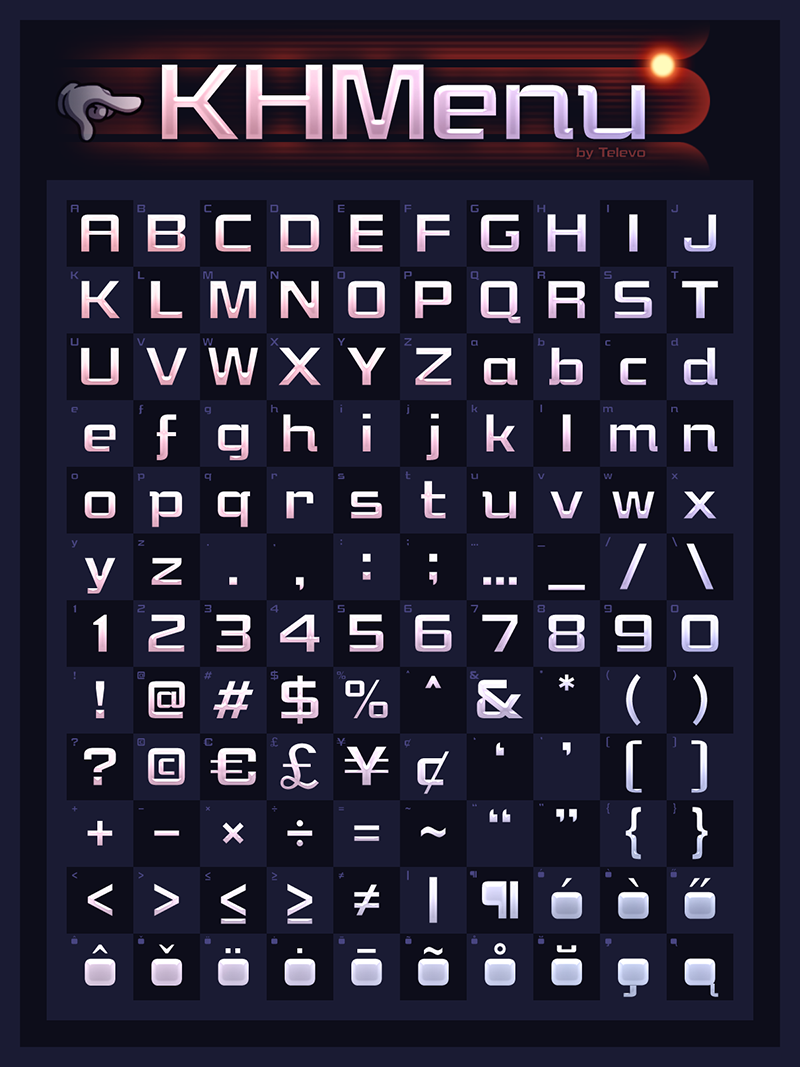 KHMenu
by Televo
A B C D E F G H I J
K L M N O P Q R S T
U V W X Y Z a b c d
e f g h i j k l m n
o p q r s t u v w x
y z . , : ; … _ / \
1 2 3 4 5 6 7 8 9 0
! @ # $ % ^ & * ( )
? © € £ ¥ ¢ ‘ ’ [ ]
+ − × ÷ = ~ “ ” { }
< > ≤ ≥ ≠ | ¶ ´ ` ˝
ˆ ˇ ¨ ˙ ¯ ˜ ˚ ˘ ¸ ˛